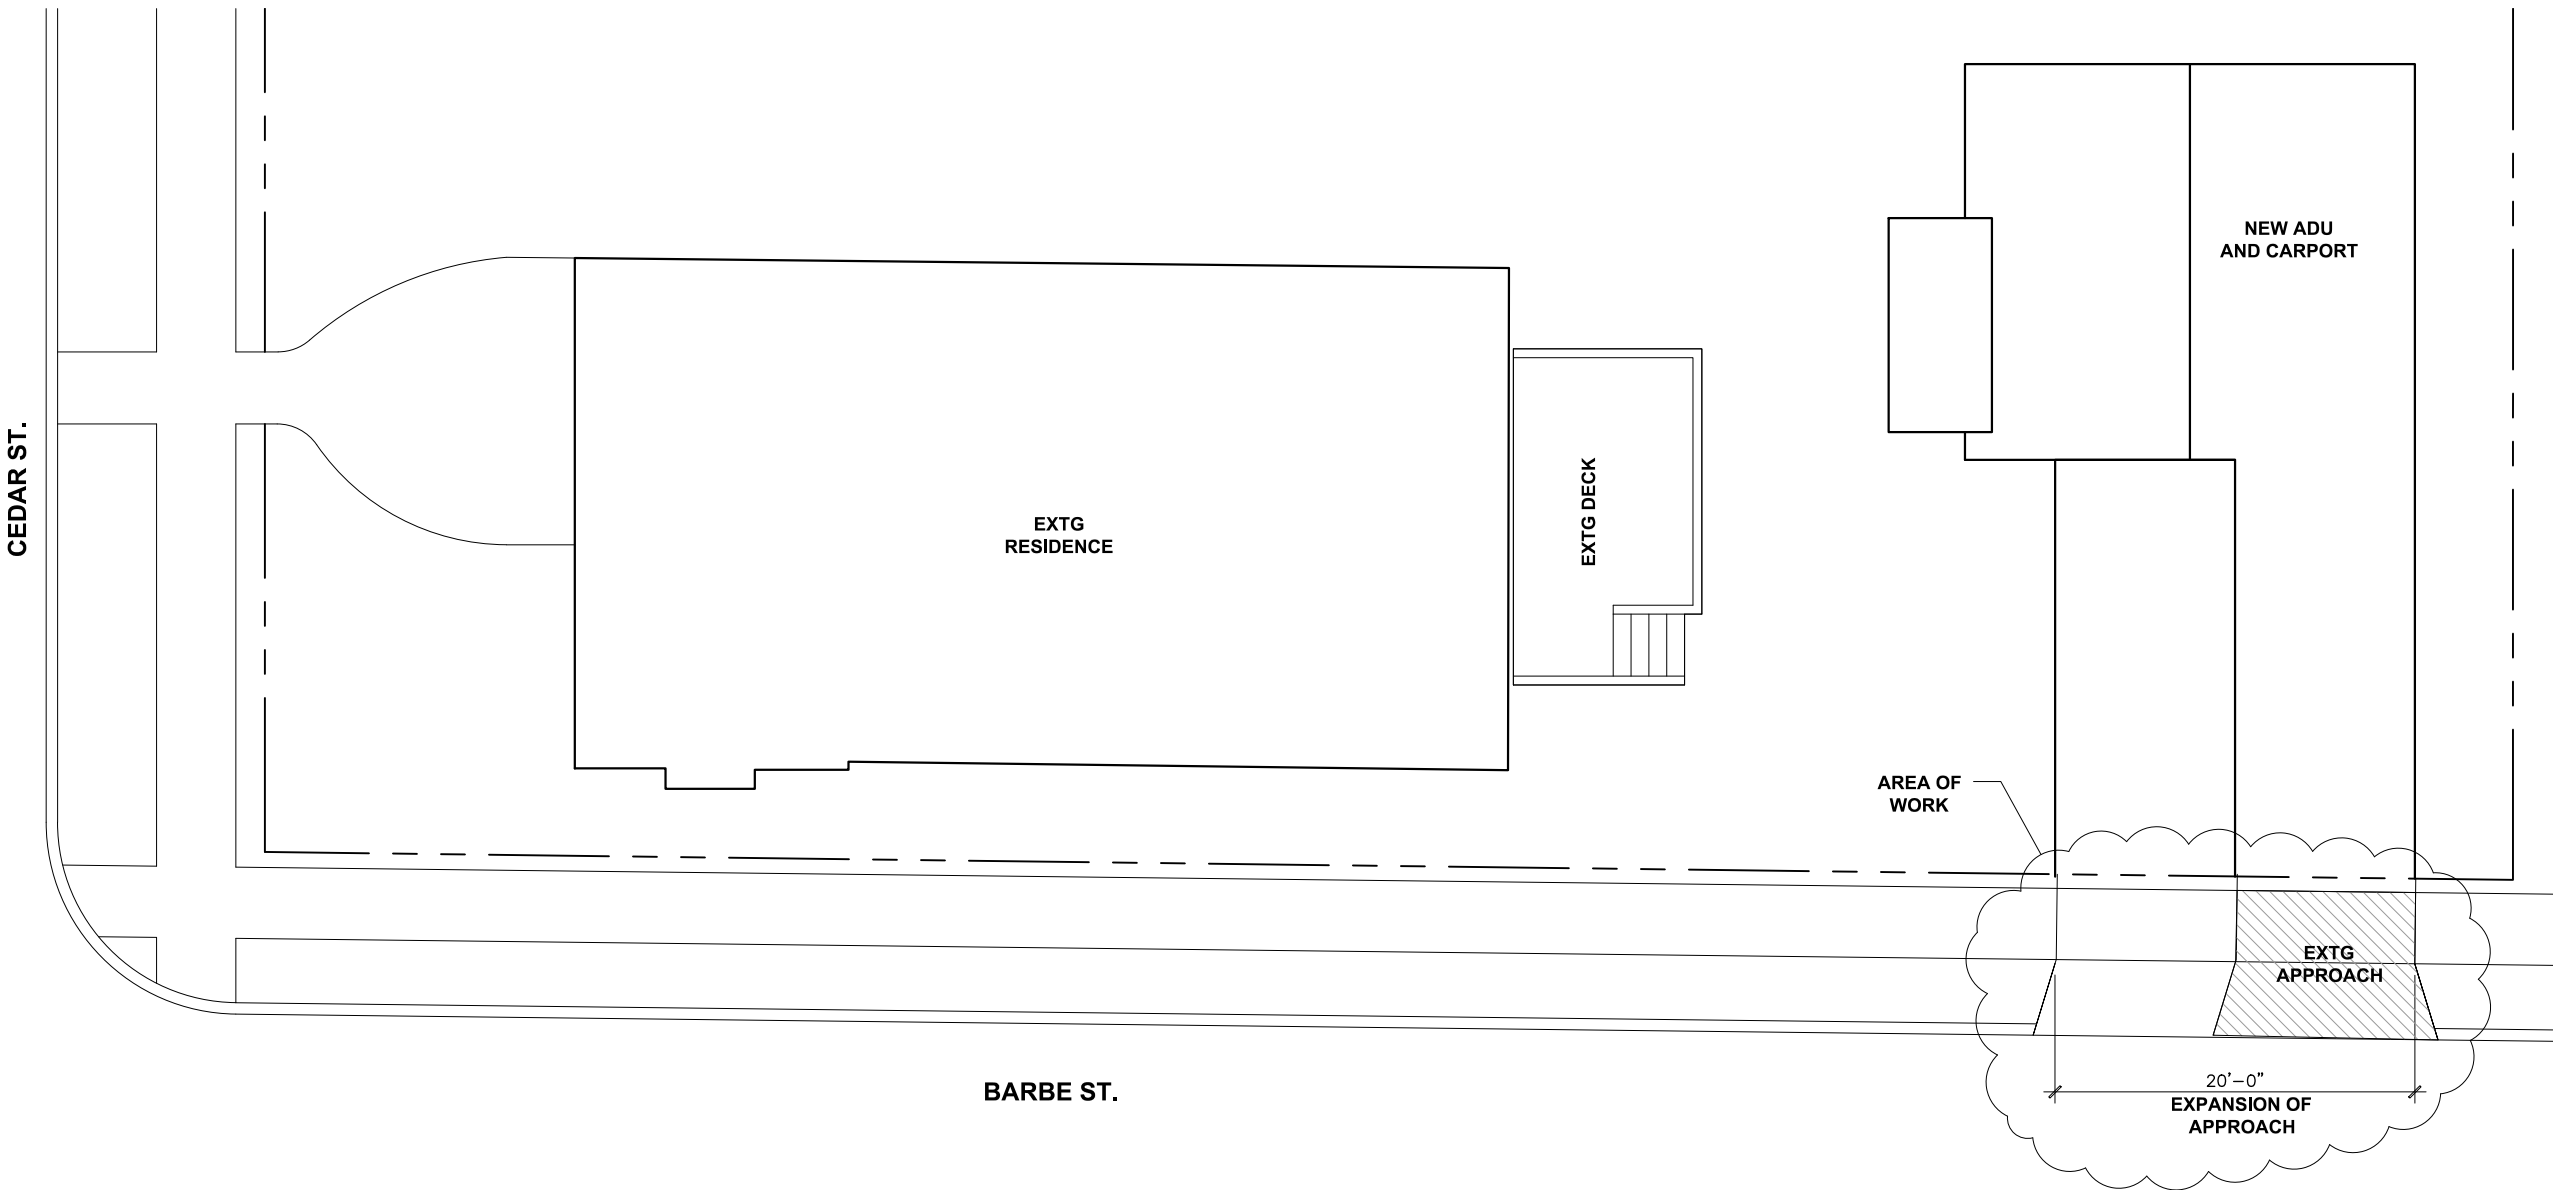 NEW ADU
AND CARPORT
CEDAR ST.
EXTG
RESIDENCE
EXTG DECK
AREA OF
WORK
EXTG
APPROACH
20'-0"
EXPANSION OF
APPROACH
BARBE ST.